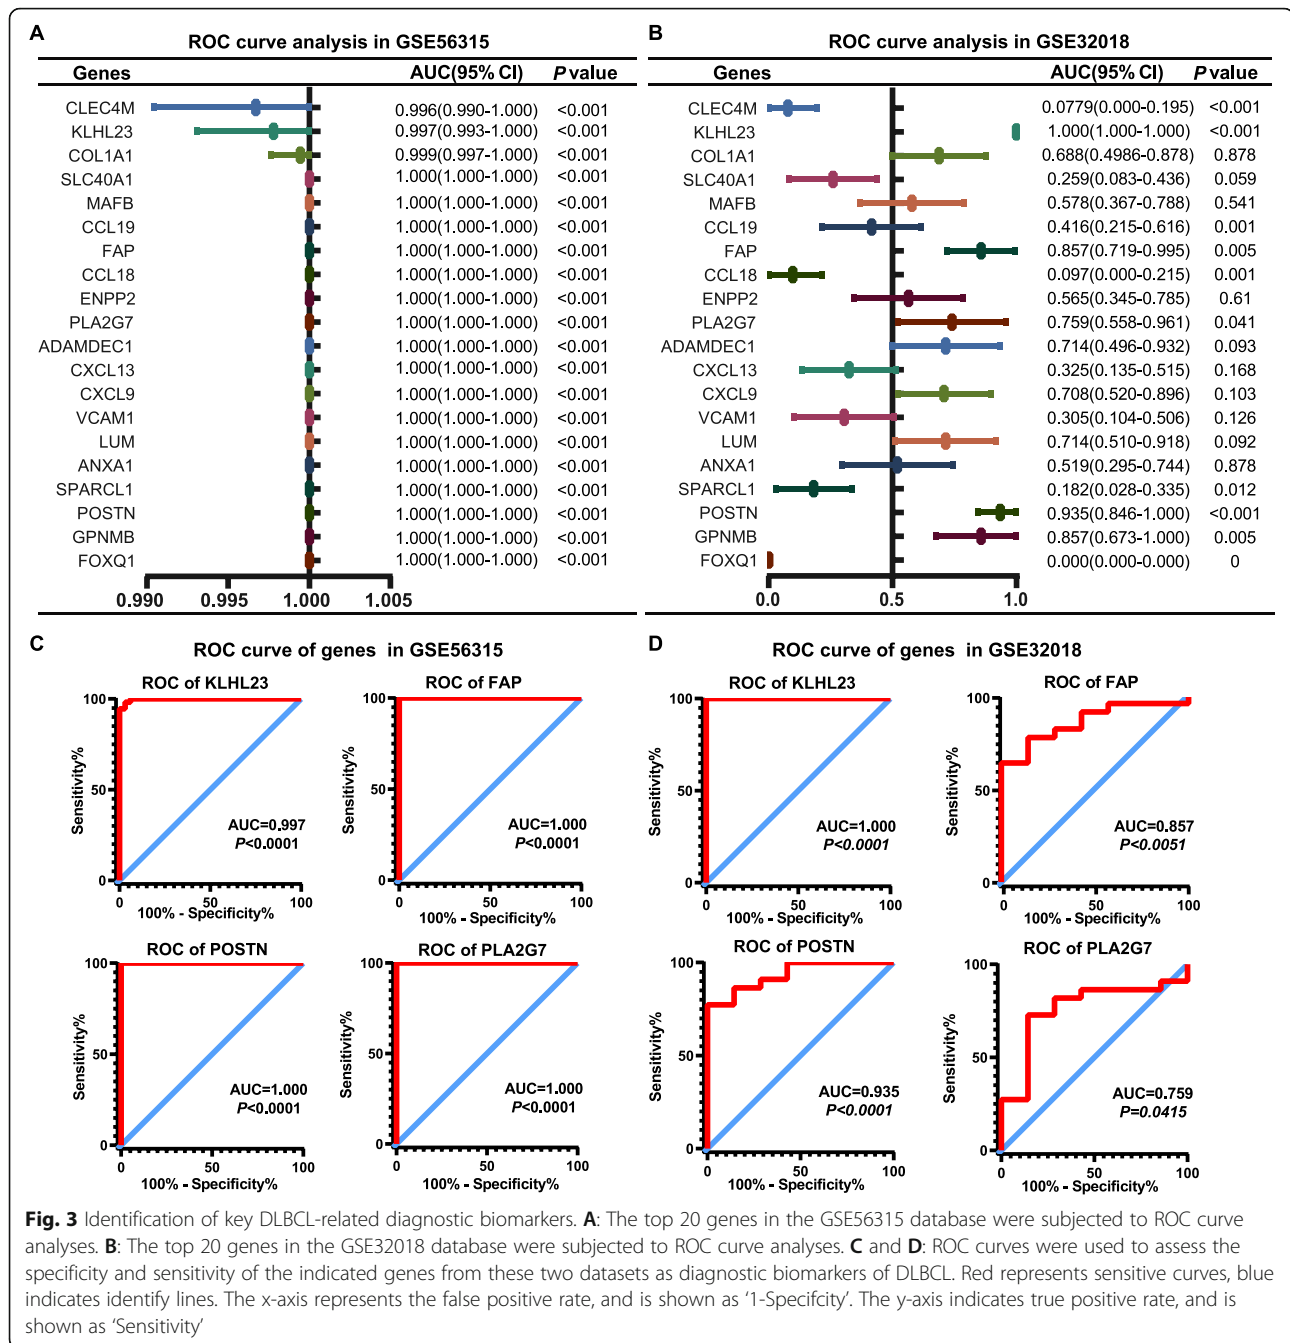 A
ROC curve analysis in GSE56315
Genes AUC(95% CI) P value
CLEC4M 0.996(0.990-1.000) <0.001
KLHL23 0.997(0.993-1.000) <0.001
COL1A1 0.999(0.997-1.000) <0.001
SLC40A1 1.000(1.000-1.000) <0.001
MAFB 1.000(1.000-1.000) <0.001
CCL19 1.000(1.000-1.000) <0.001
FAP 1.000(1.000-1.000) <0.001
CCL18 1.000(1.000-1.000) <0.001
ENPP2 1.000(1.000-1.000) <0.001
PLA2G7 1.000(1.000-1.000) <0.001
ADAMDEC1 1.000(1.000-1.000) <0.001
CXCL13 1.000(1.000-1.000) <0.001
CXCL9 1.000(1.000-1.000) <0.001
VCAM1 1.000(1.000-1.000) <0.001
LUM 1.000(1.000-1.000) <0.001
ANXA1 1.000(1.000-1.000) <0.001
SPARCL1 1.000(1.000-1.000) <0.001
POSTN 1.000(1.000-1.000) <0.001
GPNMB 1.000(1.000-1.000) <0.001
FOXQ1 1.000(1.000-1.000) <0.001
0.990 0.995 1.000 1.005
B
ROC curve analysis in GSE32018
Genes AUC(95% CI) P value
CLEC4M 0.0779(0.000-0.195) <0.001
KLHL23 1.000(1.000-1.000) <0.001
COL1A1 0.688(0.4986-0.878) 0.878
SLC40A1 0.259(0.083-0.436) 0.059
MAFB 0.578(0.367-0.788) 0.541
CCL19 0.416(0.215-0.616) 0.001
FAP 0.857(0.719-0.995) 0.005
CCL18 0.097(0.000-0.215) 0.001
ENPP2 0.565(0.345-0.785) 0.61
PLA2G7 0.759(0.558-0.961) 0.041
ADAMDEC1 0.714(0.496-0.932) 0.093
CXCL13 0.325(0.135-0.515) 0.168
CXCL9 0.708(0.520-0.896) 0.103
VCAM1 0.305(0.104-0.506) 0.126
LUM 0.714(0.510-0.918) 0.092
ANXA1 0.519(0.295-0.744) 0.878
SPARCL1 0.182(0.028-0.335) 0.012
POSTN 0.935(0.846-1.000) <0.001
GPNMB 0.857(0.673-1.000) 0.005
FOXQ1 0.000(0.000-0.000) 0
0.0 0.5 1.0
C
ROC curve of genes in GSE56315
ROC of KLHL23
Sensitivity%
100
50
0
AUC=0.997
P<0.0001
0 50 100
100% - Specificity%
ROC of FAP
Sensitivity%
100
50
0
AUC=1.000
P<0.0001
0 50 100
100% - Specificity%
ROC of POSTN
Sensitivity%
100
50
0
AUC=1.000
P<0.0001
0 50 100
100% - Specificity%
ROC of PLA2G7
Sensitivity%
100
50
0
AUC=1.000
P<0.0001
0 50 100
100% - Specificity%
D
ROC curve of genes in GSE32018
ROC of KLHL23
Sensitivity%
100
50
0
AUC=1.000
P<0.0001
0 50 100
100% - Specificity%
ROC of FAP
Sensitivity%
100
50
0
AUC=0.857
P<0.0051
0 50 100
100% - Specificity%
ROC of POSTN
Sensitivity%
100
50
0
AUC=0.935
P<0.0001
0 50 100
100% - Specificity%
ROC of PLA2G7
Sensitivity%
100
50
0
AUC=0.759
P=0.0415
0 50 100
100% - Specificity%
Fig. 3 Identification of key DLBCL-related diagnostic biomarkers. A: The top 20 genes in the GSE56315 database were subjected to ROC curve
analyses. B: The top 20 genes in the GSE32018 database were subjected to ROC curve analyses. C and D: ROC curves were used to assess the
specificity and sensitivity of the indicated genes from these two datasets as diagnostic biomarkers of DLBCL. Red represents sensitive curves, blue
indicates identify lines. The x-axis represents the false positive rate, and is shown as ‘1-Specifcity’. The y-axis indicates true positive rate, and is
shown as ‘Sensitivity’